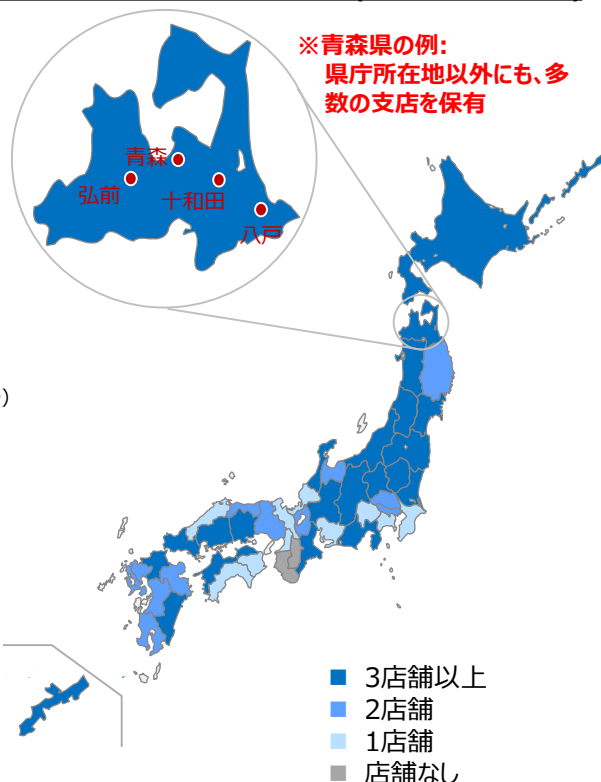 ※青森県の例:
県庁所在地以外にも、多
数の支店を保有
青森
弘前
十和田
八戸
)
3店舗以上
2店舗
1店舗
店舗なし